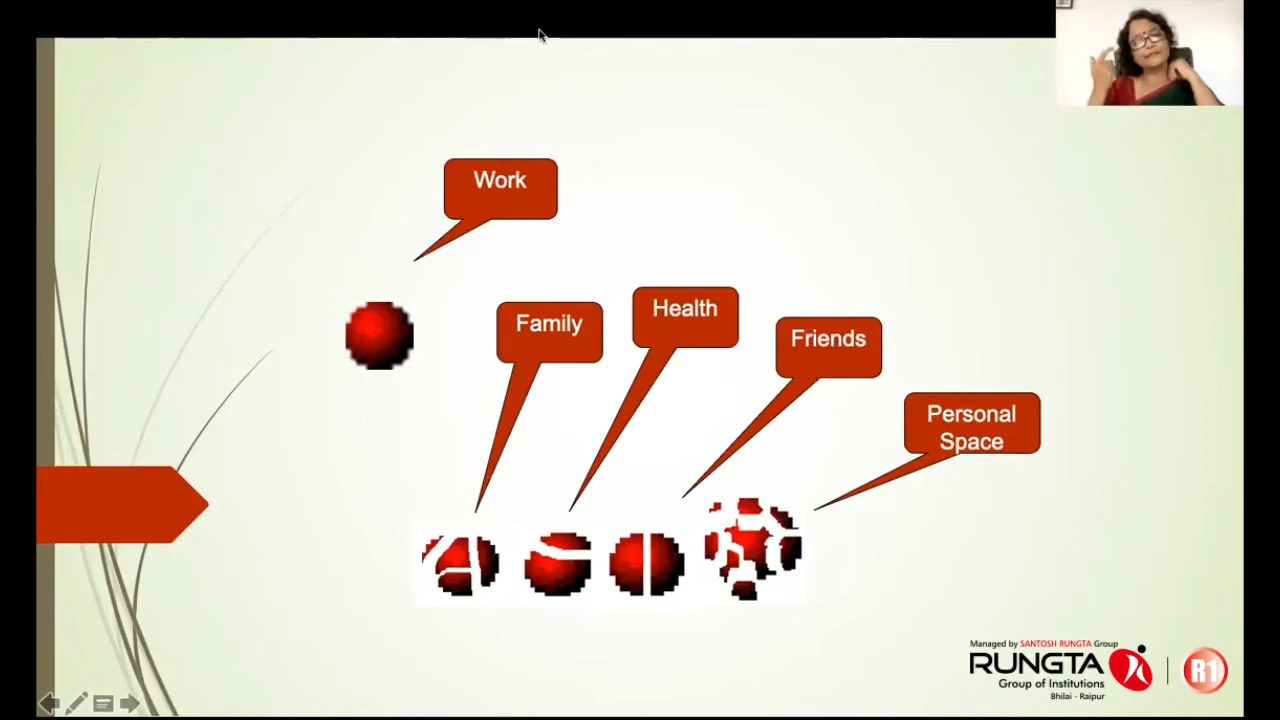 Work
Family
Health
Friends
Personal
Space
Managed by SANTOSH RUNGTA Group
RUNGTA
Group of Institutions
Bhilai - Raipur
R1